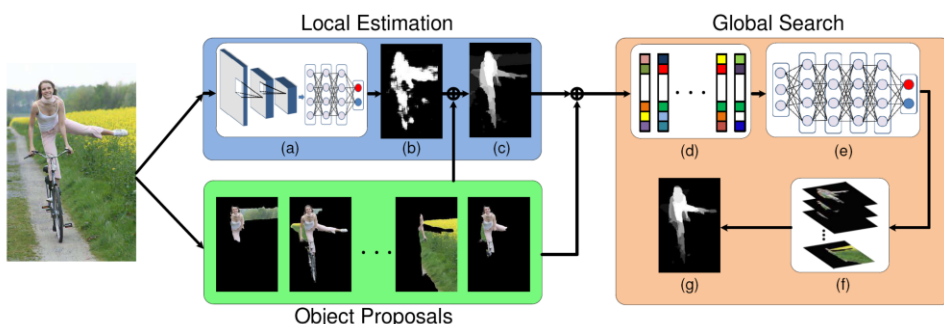 Local Estimation
Global Search
(a)
(b)
(c)
(d)
(e)
(g)
(f)
Object Proposals